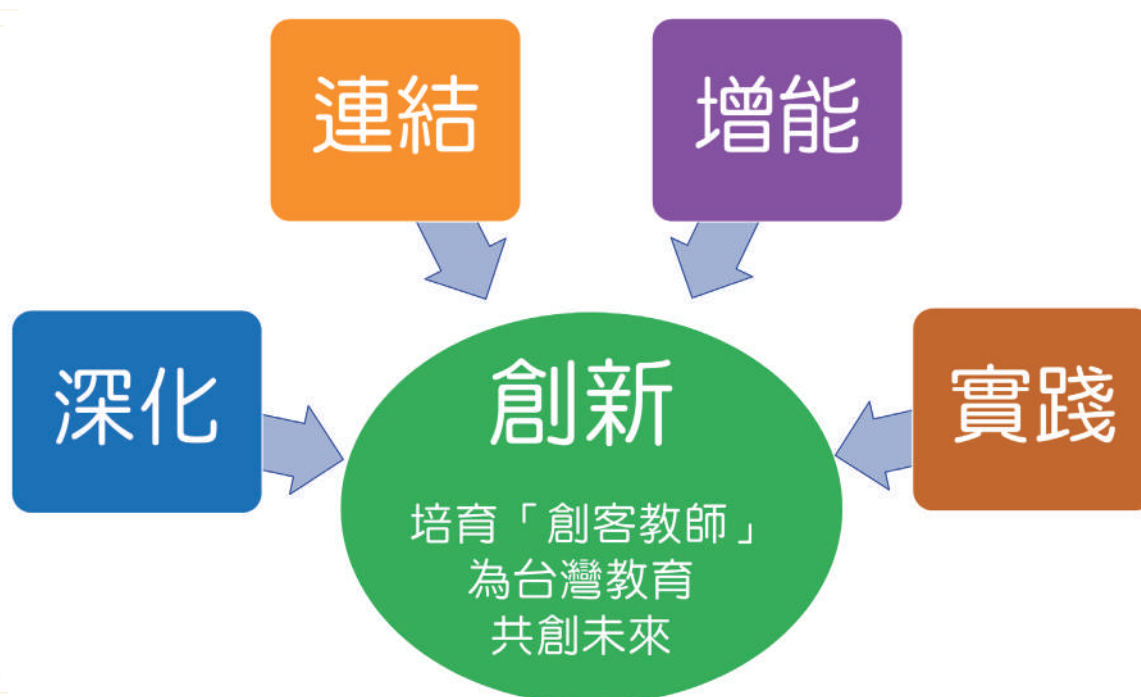 連結
增能
深化
實踐
創新
培育「創客教師」
為台灣教育
共創未來